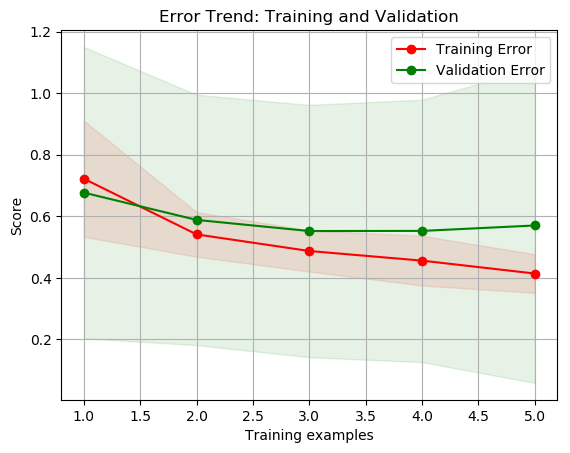 Error Trend: Training and Validation
Training Error
Validation Error
Score
1.2
1.0
0.8
0.6
0.4
0.2
1.0 1.5 2.0 2.5 3.0 3.5 4.0 4.5 5.0
Training examples